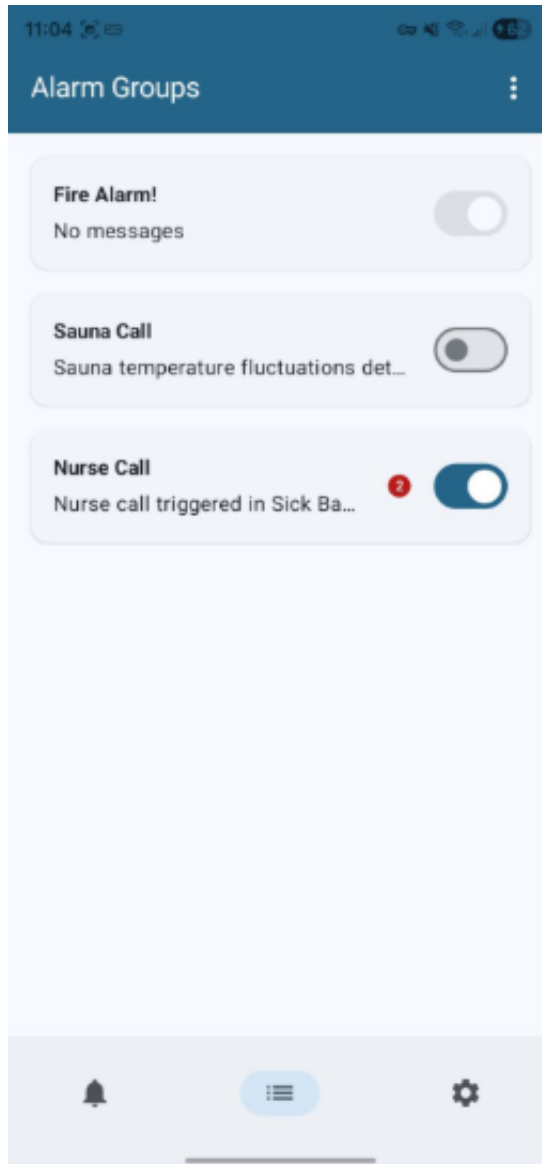 11:04
62
Alarm Groups
Fire Alarm!
No messages
Sauna Call
Sauna temperature fluctuations det...
Nurse Call
2
Nurse call triggered in Sick Ba...